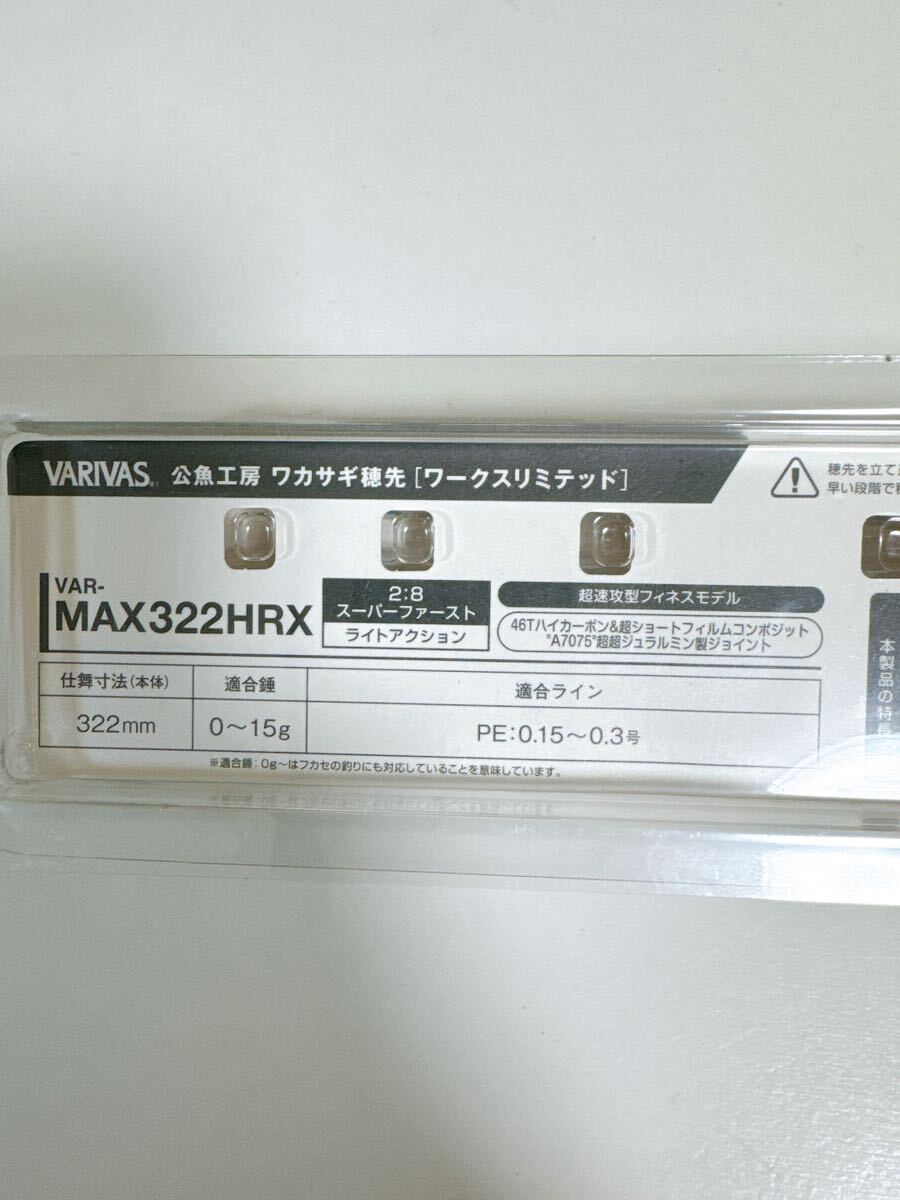 VARIVAS® 公魚工房 ワカサギ穂先 [ワークスリミテッド]
穂先を立て
早い段階で
VAR-
MAX322HRX
2:8
スーパーファースト
ライトアクション
超速攻型フィネスモデル
46Tハイカーボン&超ショートフィルムコンポジット
"A7075"超超ジュラルミン製ジョイント
本製品の特長
仕舞寸法(本体) 適合錘 適合ライン
322mm 0〜15g PE:0.15〜0.3号
※適合錘:0g〜はフカセの釣りにも対応していることを意味しています。